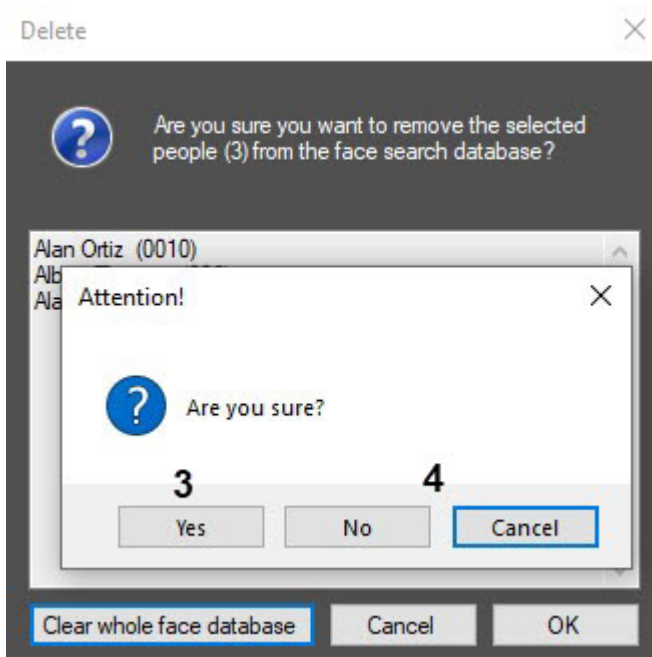 Delete
Are you sure you want to remove the selected
people (3) from the face search database?
Alan Ortiz (0010)
Attention!
Are you sure?
3 4
Yes No Cancel
Clear whole face database Cancel OK